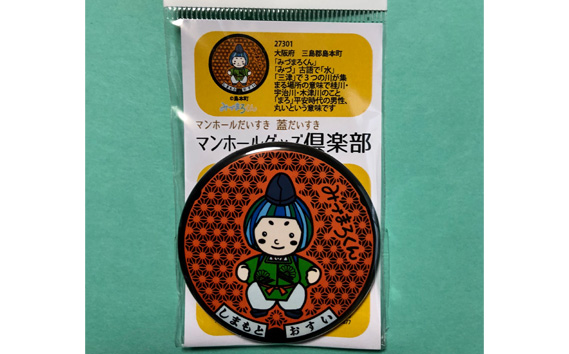 27301
大阪府 三島郡島本町
「みづまろくん」
「みづ」古語で「水」
「三津」で3つの川が集
まる場所の意味で桂川・
宇治川・木津川のこと
「まろ」平安時代の男性。
丸いという意味です
©島本町
みづまろくん
マンホールだいすき 蓋だいすき
マンホールグッズ倶楽部
みづまろくん
しまもと おすい